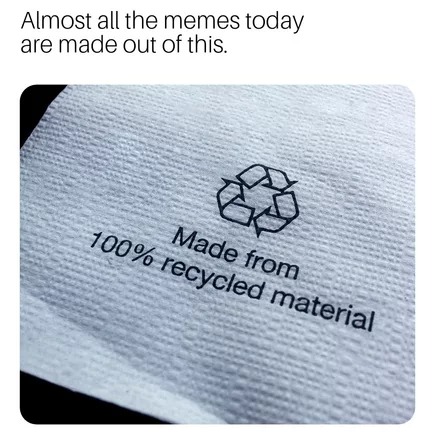 Almost all the memes today
are made out of this.
Made from
100% recycled material